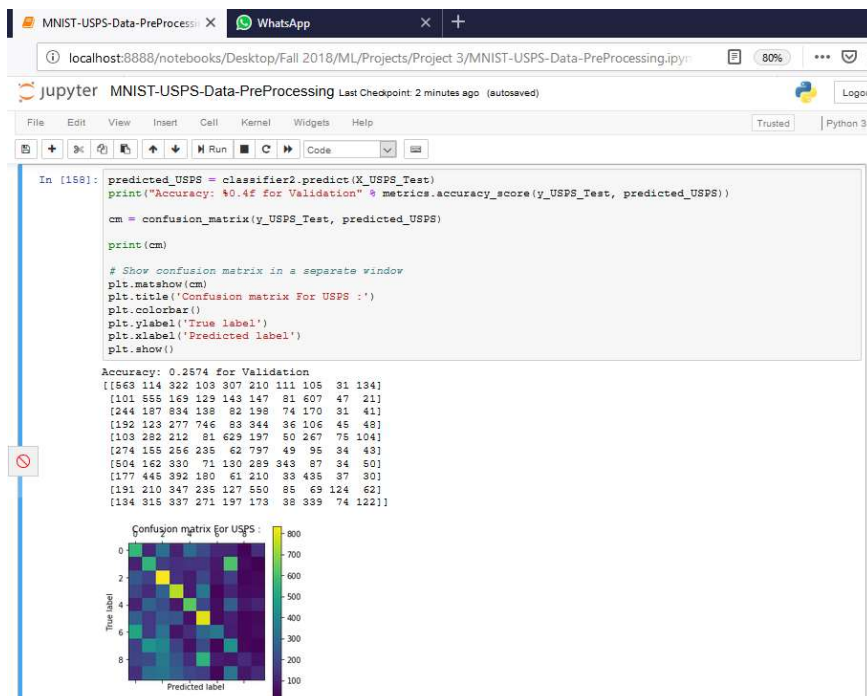 MNIST-USPS-Data-PreProcessi
WhatsApp
localhost:8888/notebooks/Desktop/Fall 2018/ML/Projects/Project 3/MNIST-USPS-Data-PreProcessing.ipyn
80%
jupyter MNIST-USPS-Data-PreProcessing Last Checkpoint: 2 minutes ago (autosaved)
Logo
File Edit View Insert Cell Kernel Widgets Help
Trusted
Python 3
Run
Code
In [158]: predicted_USPS = classifier2.predict(X_USPS_Test)
print("Accuracy: %0.4f for Validation" % metrics.accuracy_score(y_USPS_Test, predicted_USPS))
cm = confusion_matrix(y_USPS_Test, predicted_USPS)
print(cm)
# Show confusion matrix in a separate window
plt.matshow(cm)
plt.title('Confusion matrix For USPS :')
plt.colorbar()
plt.ylabel('True label')
plt.xlabel('Predicted label')
plt.show()
Accuracy: 0.2574 for Validation
[[563 114 322 103 307 210 111 105 31 134]
[101 555 169 129 143 147 81 607 47 21]
[244 187 834 138 82 198 74 170 31 41]
[192 123 277 746 83 344 36 106 45 48]
[103 282 212 81 629 197 50 267 75 104]
[274 155 256 235 62 797 49 95 34 43]
[504 162 330 71 130 289 343 87 34 50]
[177 445 392 180 61 210 33 435 37 30]
[191 210 347 235 127 550 85 69 124 62]
[134 315 337 271 197 173 38 339 74 122]]
Confusion matrix For USPS :
0 2 4 6 8
0
2
4
6
8
True label
Predicted label
800
700
600
500
400
300
200
100